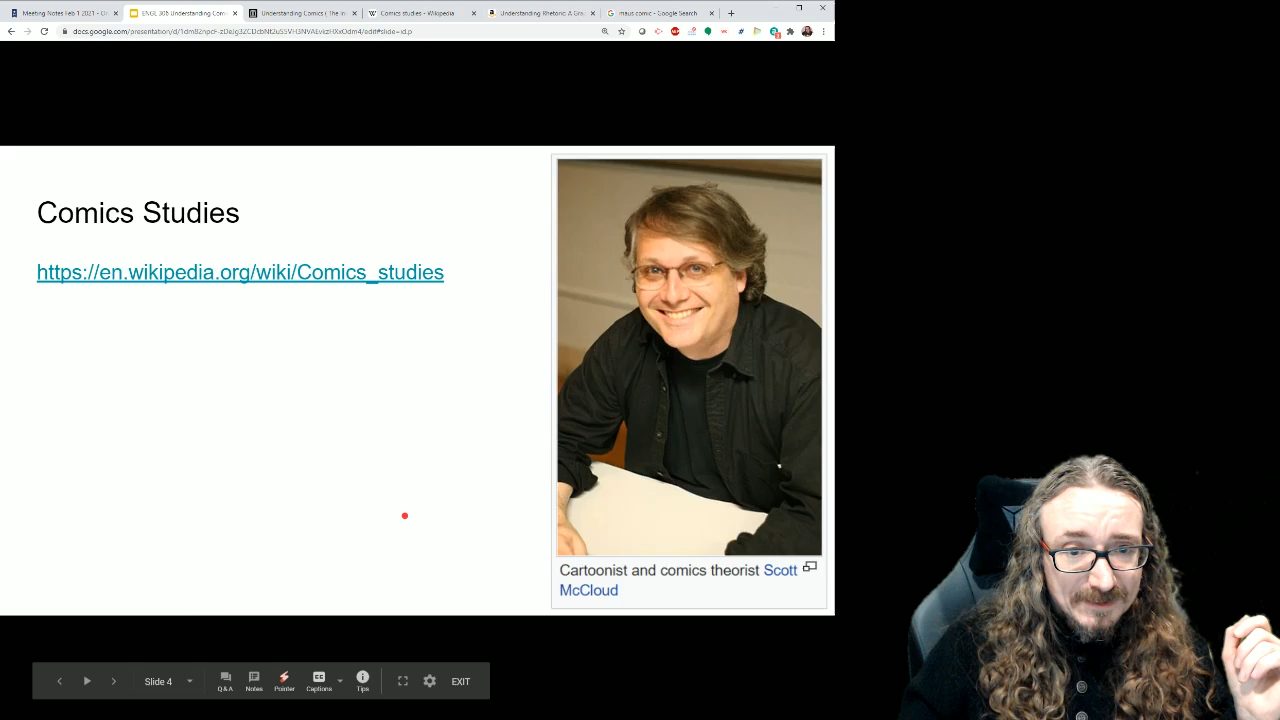 Meeting Notes Feb 1 2021 - 
ENGL 306 Understanding Com
Understanding Comics ( The In
Comics studies - Wikipedia
Understanding Rhetoric: A Gra
maus comic - Google Search
Comics Studies
https://en.wikipedia.org/wiki/Comics_studies
Cartoonist and comics theorist Scott
McCloud
Slide 4
Q&A
Notes
Pointer
Captions
Tips
EXIT